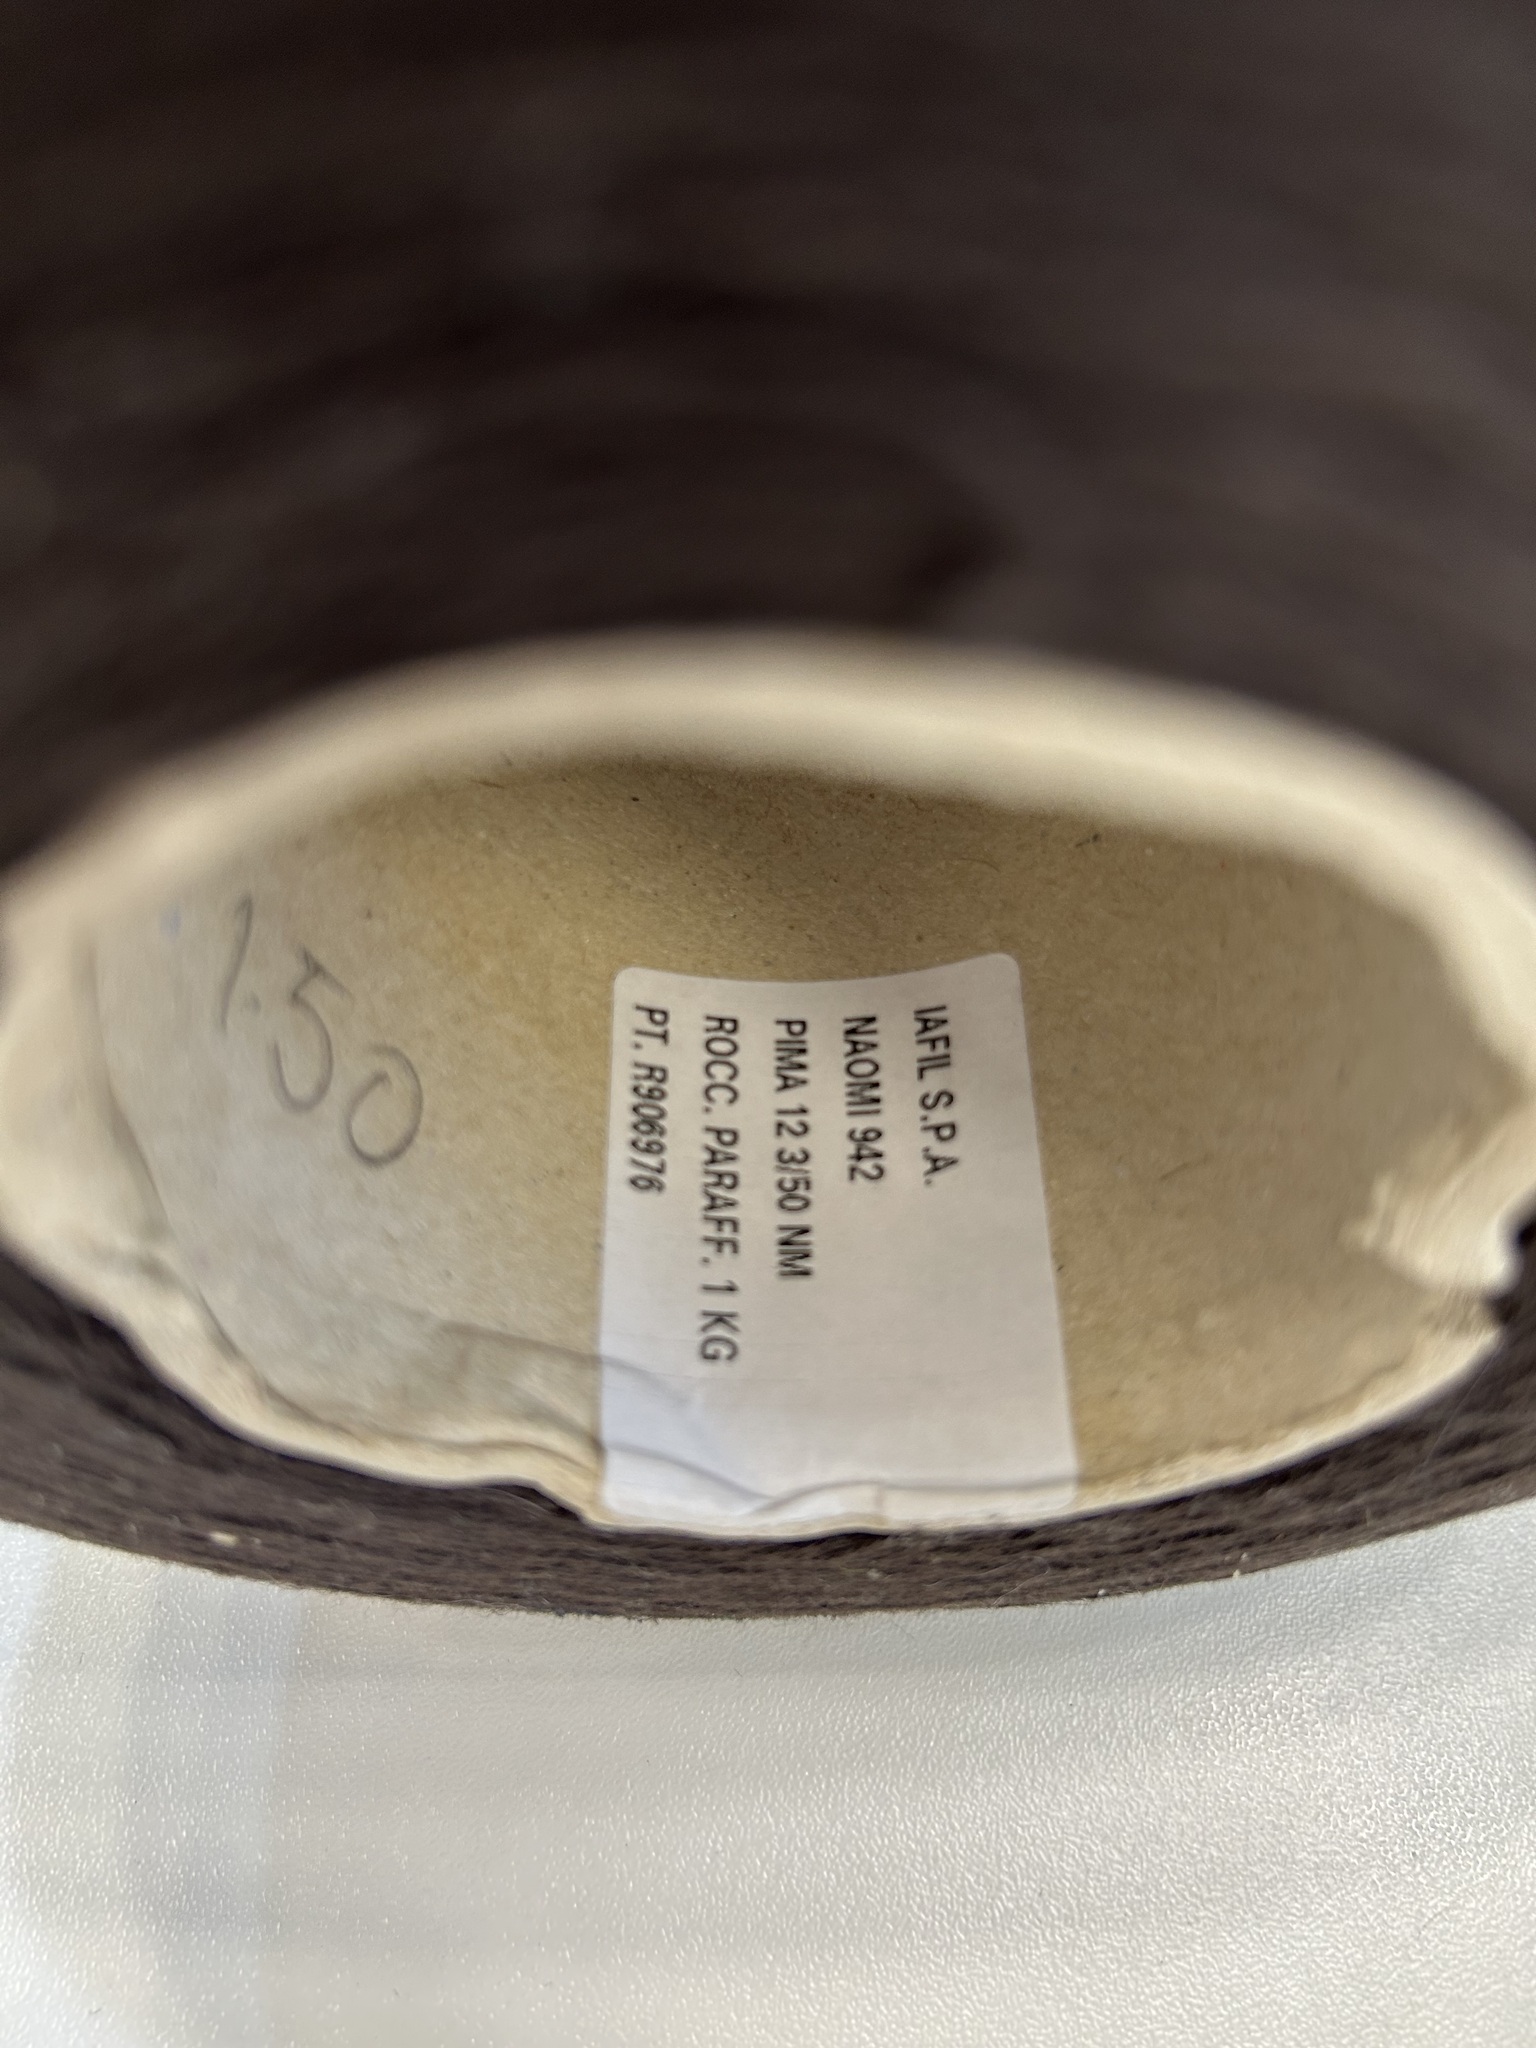 IAFIL S.P.A.
NAOMI 942
PIMA 12 3/50 NM
ROCC. PARAFF. 1 KG
PT. R906976
1.50